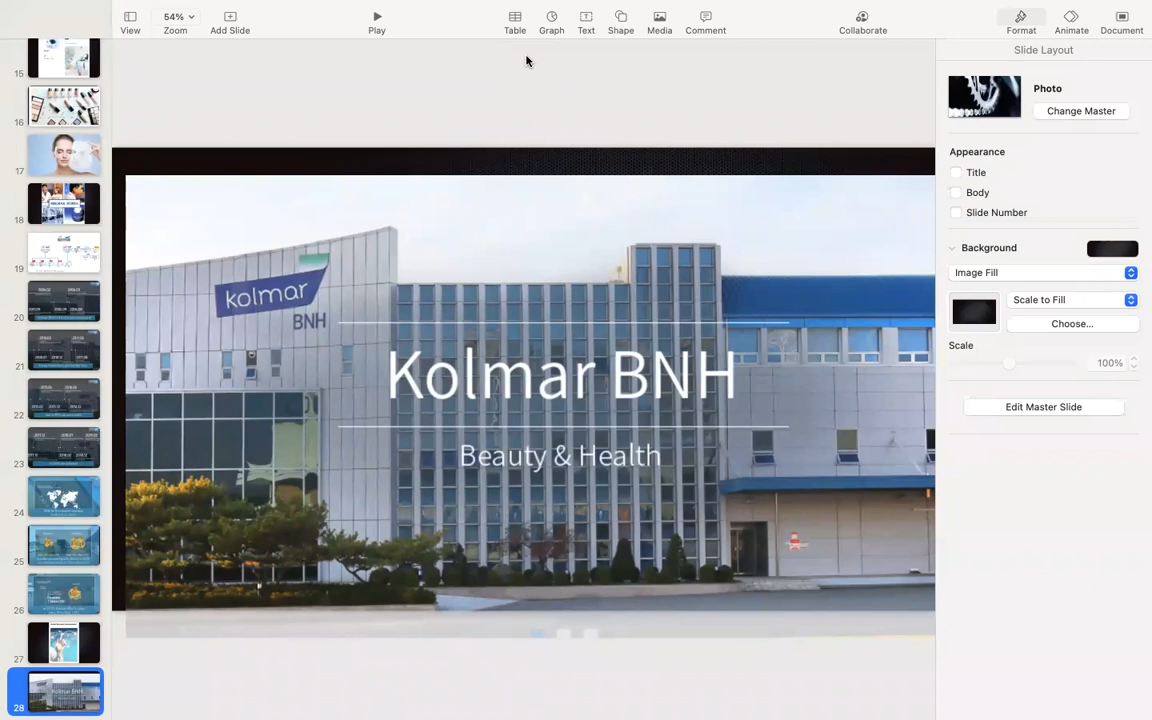 54%
View
Zoom
Add Slide
Play
Table
Graph
Text
Shape
Media
Comment
Collaborate
Format
Animate
Document
Slide Layout
Photo
Change Master
Appearance
Title
Body
Slide Number
Background
Image Fill
Scale to Fill
Choose...
Scale
100%
Edit Master Slide
15
16
17
18
19
20
21
22
23
24
25
26
27
28
Kolmar BNH
kolmar
BNH
Kolmar BNH
Beauty & Health